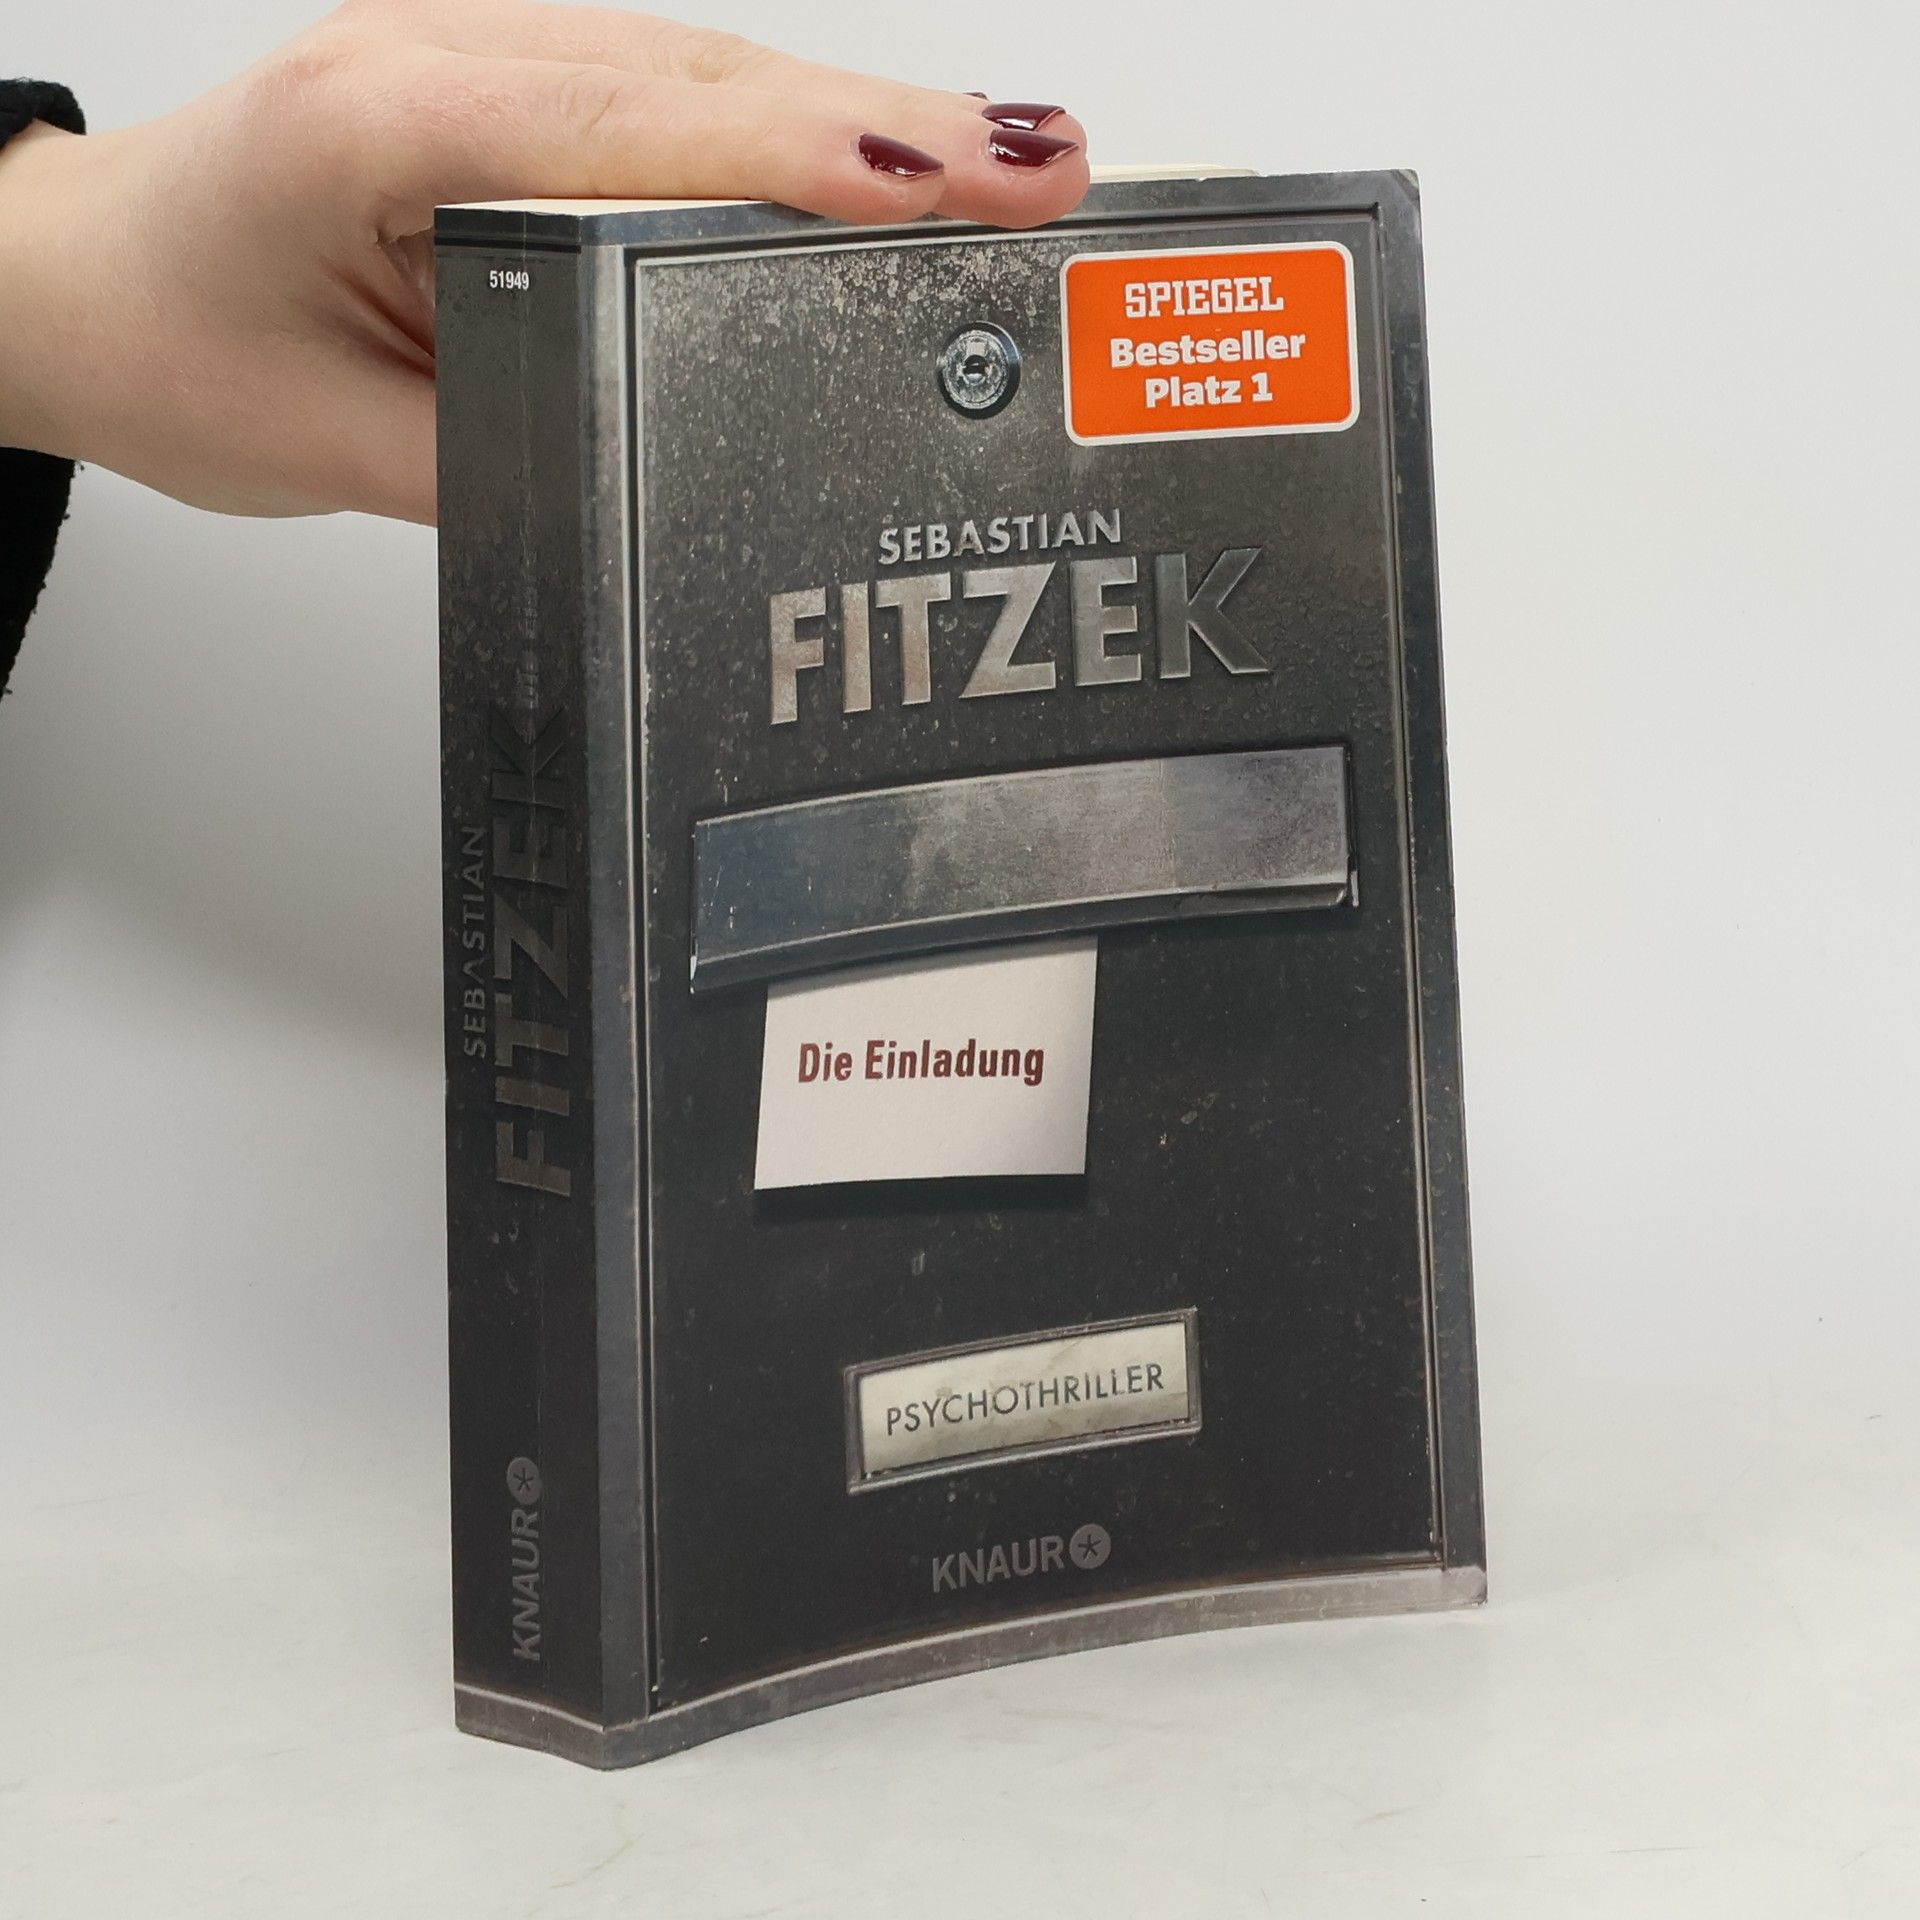 51949
SEBASTIAN
FITZEK
KNAUR
SPIEGEL
Bestseller
Platz 1
SEBASTIAN
FITZEK
Die Einladung
PSYCHOTHRILLER
KNAUR